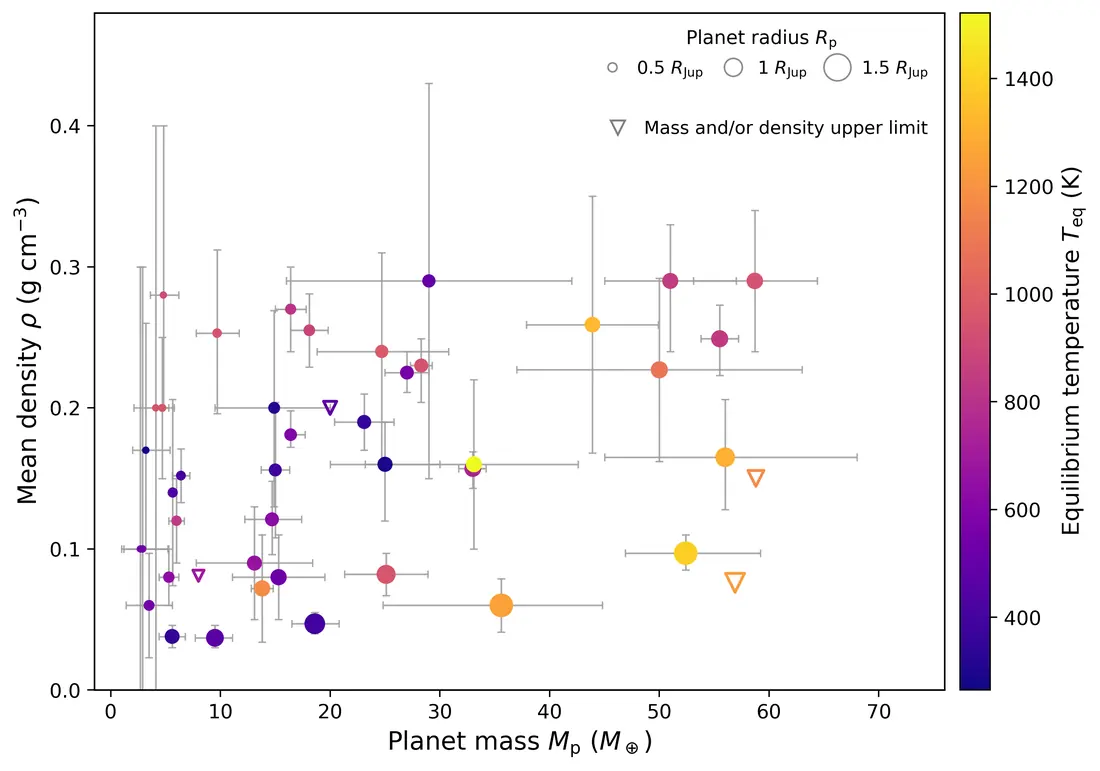 Planet radius Rp
0.5 RJup
1 RJup
1.5 RJup
Mass and/or density upper limit
Mean density ρ (g cm−3)
0.4
0.3
0.2
0.1
0.0
0
10
20
30
40
50
60
70
Planet mass Mp (M⊕)
1400
1200
1000
800
600
400
Equilibrium temperature Teq (K)